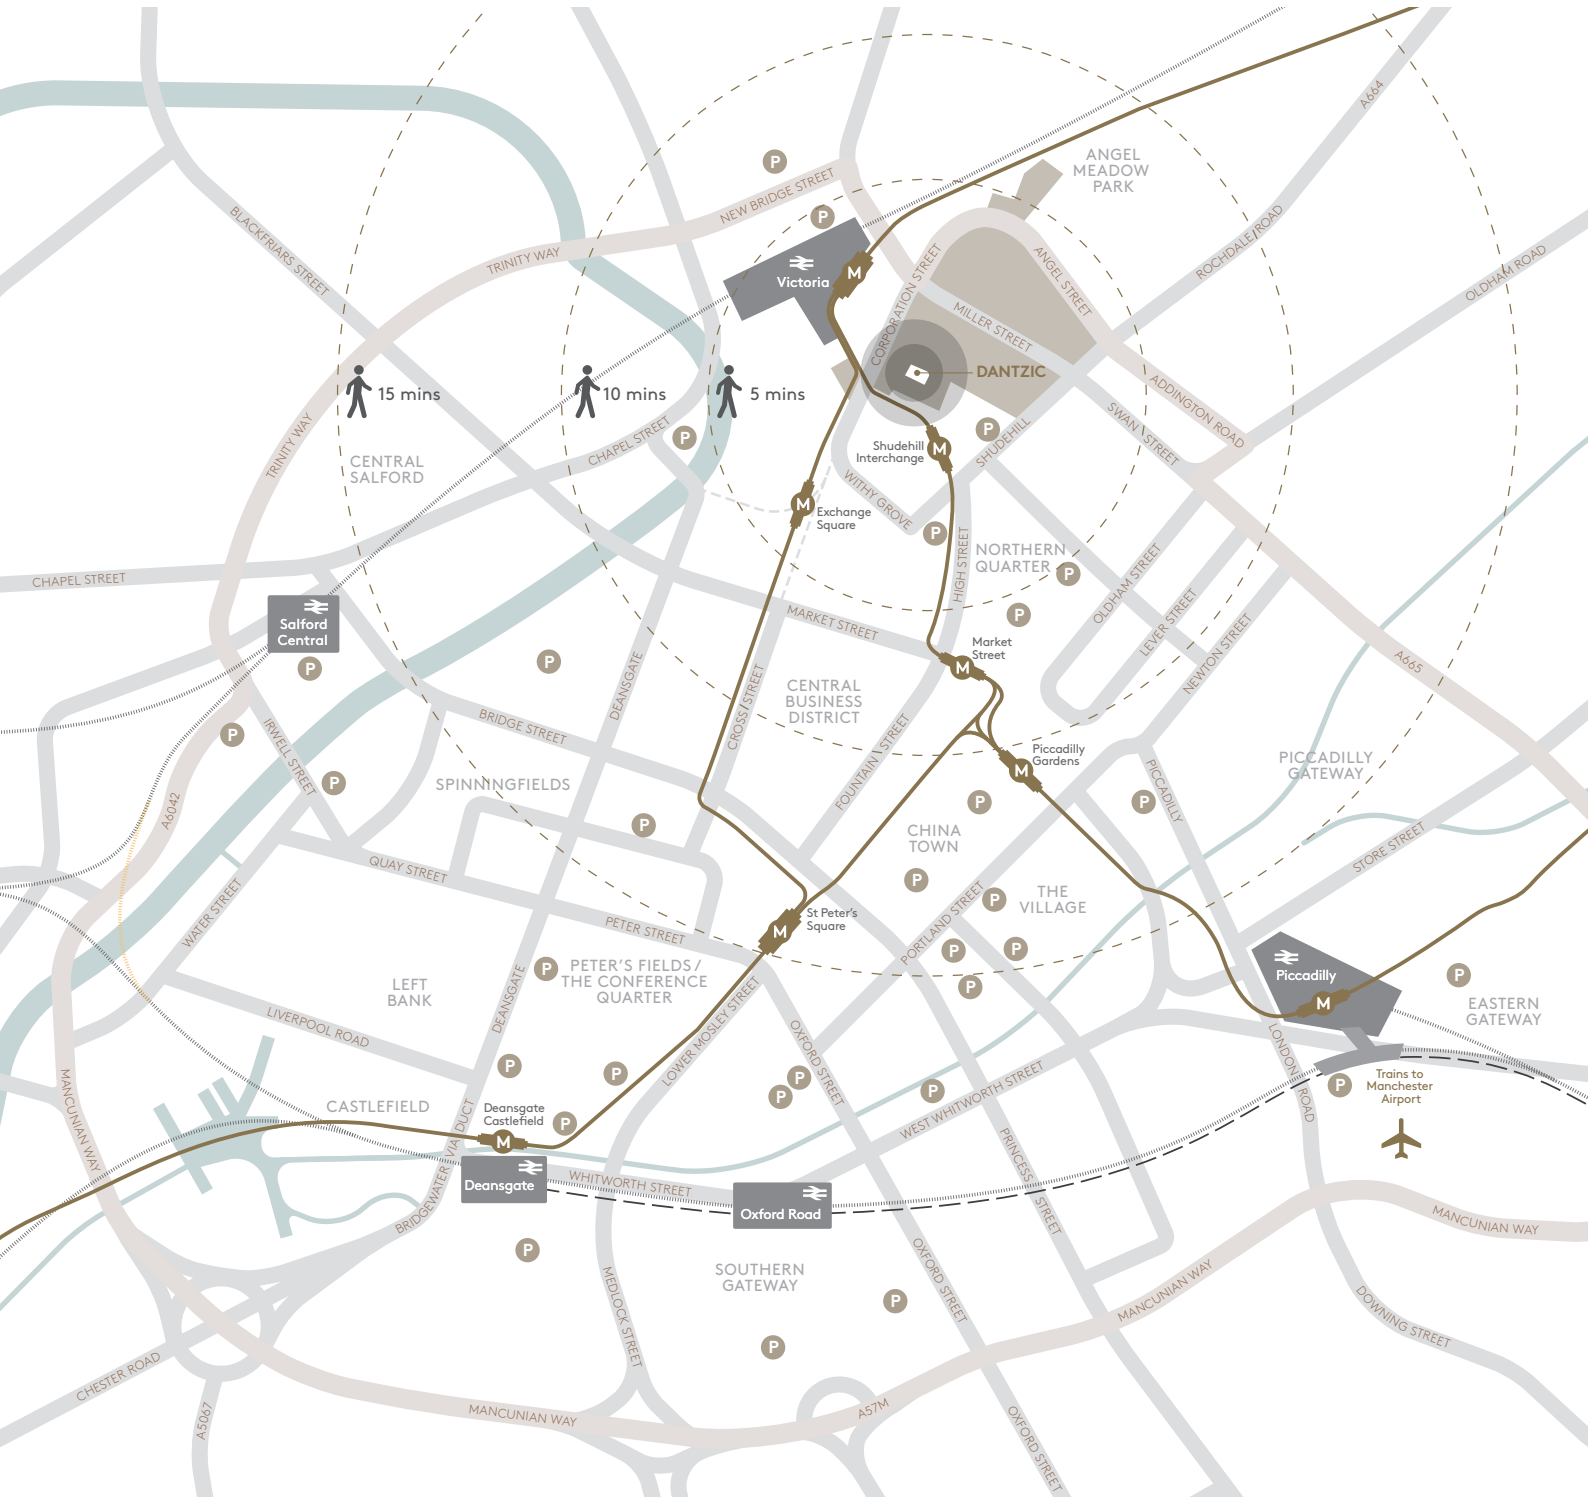 A664
ANGEL
MEADOW
PARK
P
NEW BRIDGE STREET
P
BLACKFRIARS STREET
TRINITY WAY
ROCHDALE ROAD
OLDHAM ROAD
CORPORATION STREET
ANGEL STREET
Victoria
M
MILLER STREET
DANTZIC
15 mins
10 mins
5 mins
ADDINGTON ROAD
SWAN STREET
TRINITY WAY
CHAPEL STREET
P
P
SHUDEHILL
Shudehill
Interchange
M
CENTRAL
SALFORD
WITHY GROVE
M
Exchange
Square
P
HIGH STREET
NORTHERN
QUARTER
P
CHAPEL STREET
OLDHAM STREET
LEVER STREET
NEWTON STREET
Salford
Central
P
MARKET STREET
P
Market
Street
M
A665
P
DEANSGATE
CROSS STREET
CENTRAL
BUSINESS
DISTRICT
P
IRWELL STREET
BRIDGE STREET
FOUNTAIN STREET
Piccadilly
Gardens
M
PICCADILLY
PICCADILLY
GATEWAY
P
SPINNINGFIELDS
A6042
P
P
P
CHINA
TOWN
STORE STREET
QUAY STREET
P
WATER STREET
PORTLAND STREET
P
THE
VILLAGE
St Peter's
Square
M
PETER STREET
P
P
P
PETER'S FIELDS /
THE CONFERENCE
QUARTER
Piccadilly
M
P
P
LEFT
BANK
DEANSGATE
EASTERN
GATEWAY
LIVERPOOL ROAD
LOWER MOSLEY STREET
OXFORD STREET
LONDON ROAD
P
P
P
P
P
WEST WHITWORTH STREET
P
Trains to
Manchester
Airport
MANCUNIAN WAY
CASTLEFIELD
Deansgate
Castlefield
M
P
BRIDGEWATER VIADUCT
Deansgate
WHITWORTH STREET
Oxford Road
PRINCESS STREET
MANCUNIAN WAY
P
OXFORD STREET
SOUTHERN
GATEWAY
MEDLOCK STREET
MANCUNIAN WAY
DOWNING STREET
P
P
CHESTER ROAD
A5067
MANCUNIAN WAY
A57M
OXFORD STREET